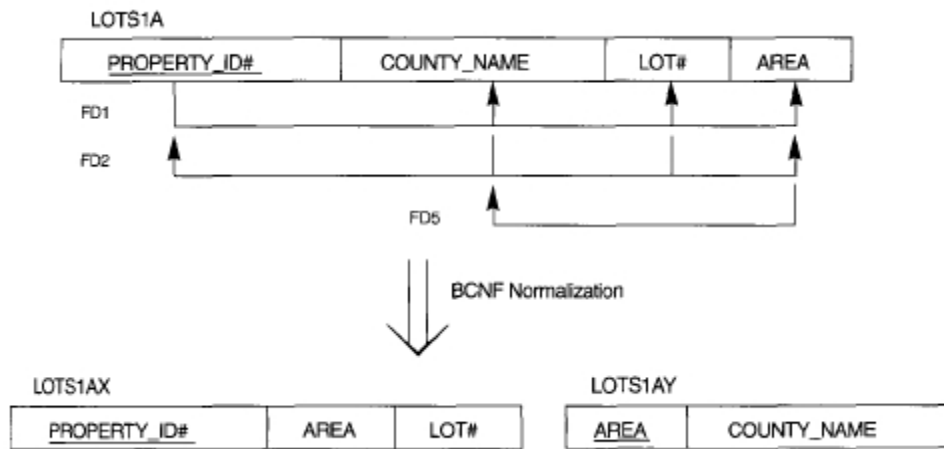 LOTS1A
PROPERTY_ID# COUNTY_NAME LOT# AREA
FD1
FD2
FD5
BCNF Normalization
LOTS1AX LOTS1AY
PROPERTY_ID# AREA LOT# AREA COUNTY_NAME